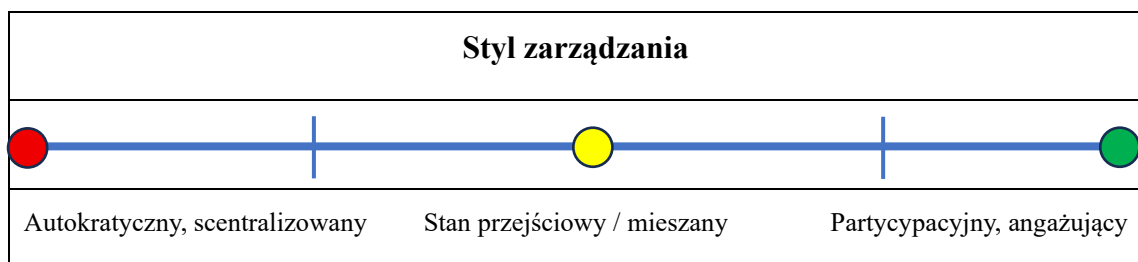 Styl zarządzania
Autokratyczny, scentralizowany
Stan przejściowy / mieszany
Partycypacyjny, angażujący